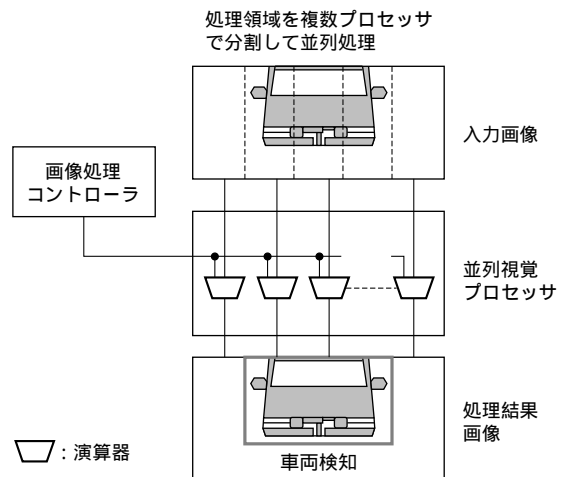 処理領域を複数プロセッサ
で分割して並列処理
入力画像
画像処理
コントローラ
並列視覚
プロセッサ
処理結果
画像
：演算器
車両検知